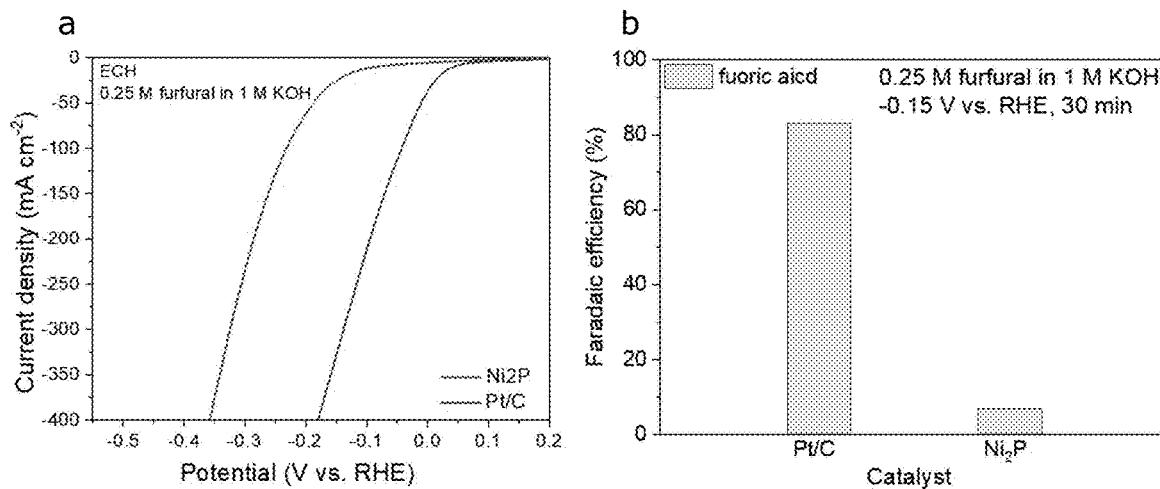 a
ECH
0.25 M furfural in 1 M KOH
0
-50
-100
-150
-200
-250
-300
-350
-400
Current density (mA cm⁻²)
Ni2P
Pt/C
-0.5 -0.4 -0.3 -0.2 -0.1 0.0 0.1 0.2
Potential (V vs. RHE)
b
fuoric aicd
0.25 M furfural in 1 M KOH
-0.15 V vs. RHE, 30 min
100
80
60
40
20
0
Faradaic efficiency (%)
Pt/C Ni₂P
Catalyst